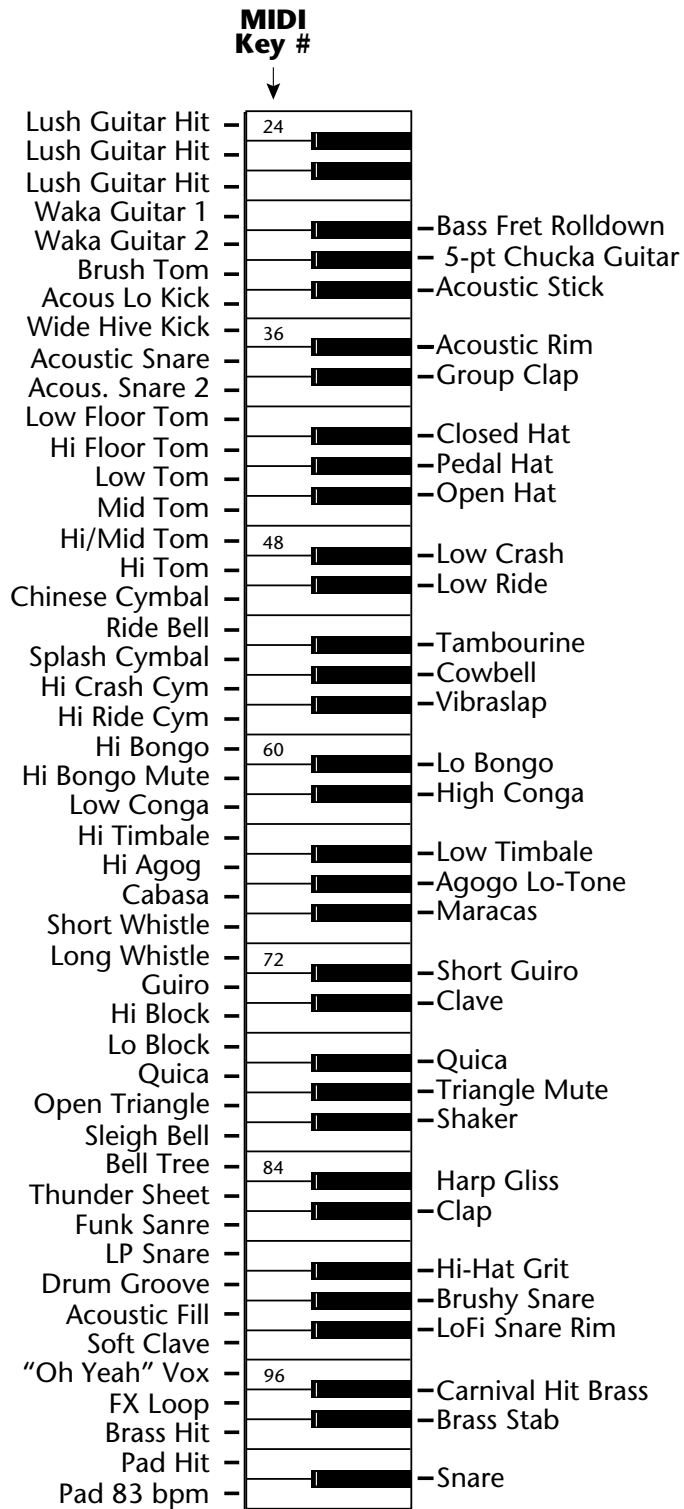 MIDI
Key #
Lush Guitar Hit
24
Lush Guitar Hit
Lush Guitar Hit
Waka Guitar 1
Bass Fret Rolldown
Waka Guitar 2
5-pt Chucka Guitar
Brush Tom
Acoustic Stick
Acous Lo Kick
Wide Hive Kick
36
Acoustic Rim
Acoustic Snare
Group Clap
Acous. Snare 2
Low Floor Tom
Closed Hat
Hi Floor Tom
Pedal Hat
Low Tom
Open Hat
Mid Tom
Hi/Mid Tom
48
Low Crash
Hi Tom
Low Ride
Chinese Cymbal
Ride Bell
Tambourine
Splash Cymbal
Cowbell
Hi Crash Cym
Vibraslap
Hi Ride Cym
Hi Bongo
60
Lo Bongo
Hi Bongo Mute
High Conga
Low Conga
Hi Timbale
Low Timbale
Hi Agog
Agogo Lo-Tone
Cabasa
Maracas
Short Whistle
Long Whistle
72
Short Guiro
Guiro
Clave
Hi Block
Lo Block
Quica
Quica
Triangle Mute
Open Triangle
Shaker
Sleigh Bell
Bell Tree
84
Harp Gliss
Thunder Sheet
Clap
Funk Sanre
LP Snare
Hi-Hat Grit
Drum Groove
Brushy Snare
Acoustic Fill
LoFi Snare Rim
Soft Clave
“Oh Yeah” Vox
96
Carnival Hit Brass
FX Loop
Brass Stab
Brass Hit
Pad Hit
Snare
Pad 83 bpm